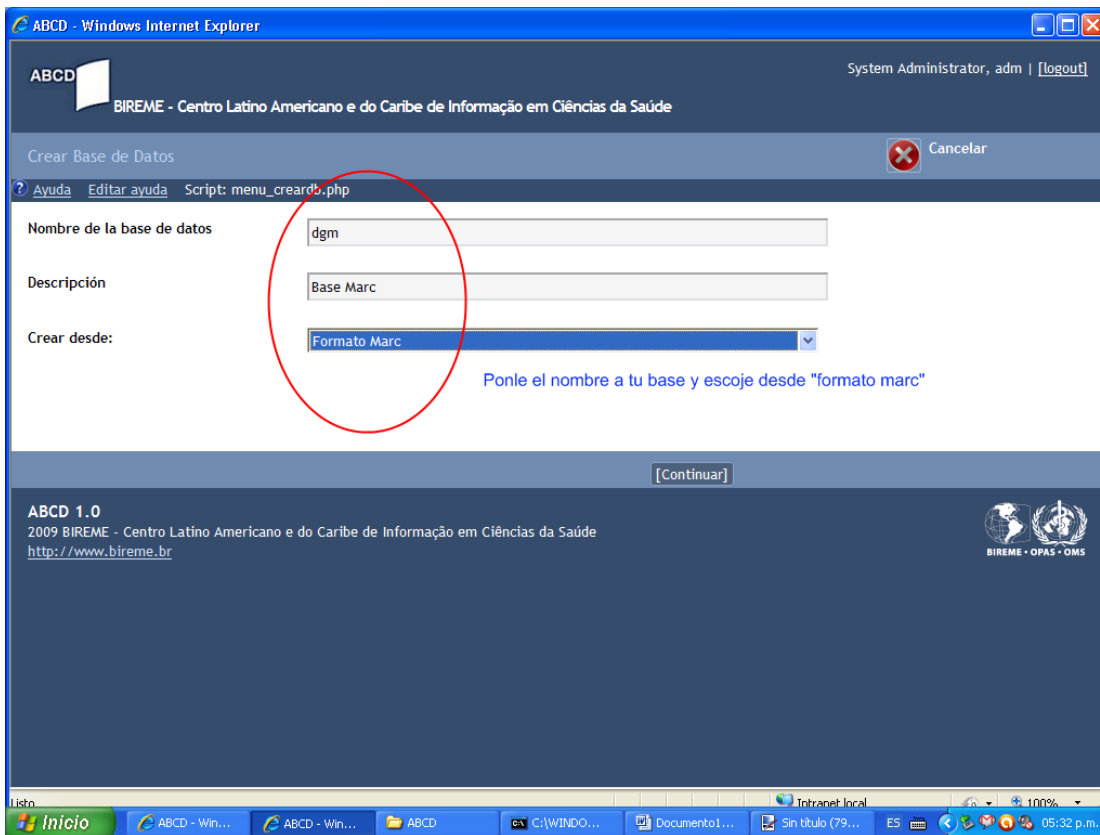 ABCD - Windows Internet Explorer
ABCD
System Administrator, adm | [logout]
BIREME - Centro Latino Americano e do Caribe de Informação em Ciências da Saúde
Crear Base de Datos
Cancelar
? Ayuda Editar ayuda Script: menu_creardb.php
Nombre de la base de datos
dgm
Descripción
Base Marc
Crear desde:
Formato Marc
Ponle el nombre a tu base y escoje desde "formato marc"
[Continuar]
ABCD 1.0
2009 BIREME - Centro Latino Americano e do Caribe de Informação em Ciências da Saúde
http://www.bireme.br
BIREME • OPAS • OMS
Listo
Intranet local
100%
Inicio
ABCD - Win...
ABCD - Win...
ABCD
C:\WINDO...
Documento1...
Sin título (79...
ES
05:32 p.m.